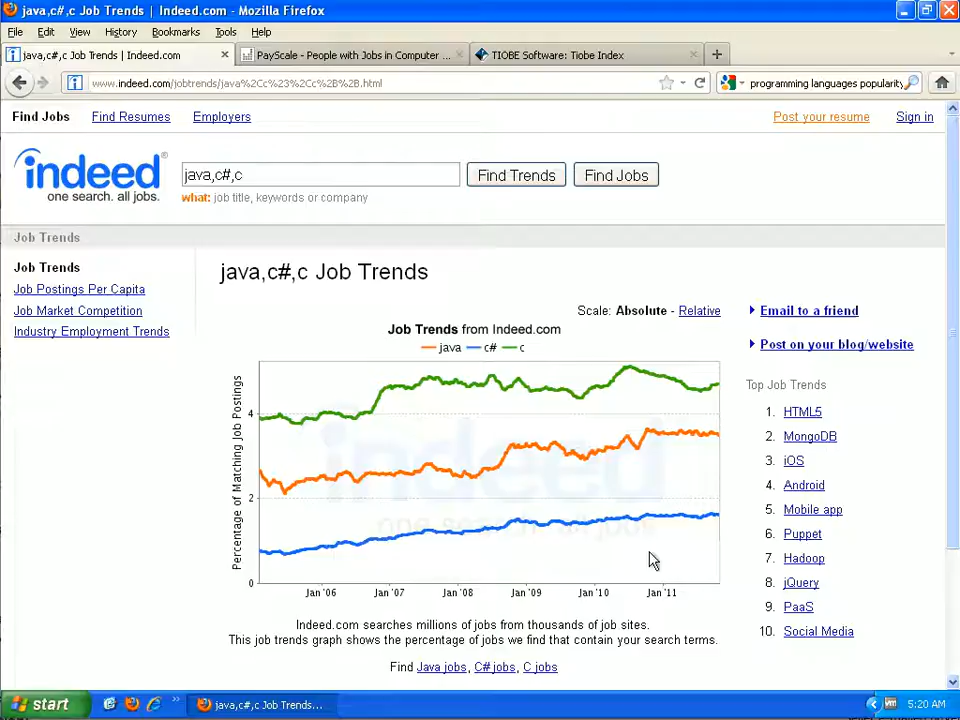 java,c#,c Job Trends | Indeed.com - Mozilla Firefox
File Edit View History Bookmarks Tools Help
java,c#,c Job Trends | Indeed.com
PayScale - People with Jobs in Computer ...
TIOBE Software: Tiobe Index
www.indeed.com/jobtrends/java%2Cc%23%2Cc%2B%2B.html
programming languages popularity
Find Jobs Find Resumes Employers
Post your resume Sign in
indeed®
one search. all jobs.
java,c#,c
Find Trends
Find Jobs
what: job title, keywords or company
Job Trends
Job Trends
Job Postings Per Capita
Job Market Competition
Industry Employment Trends
java,c#,c Job Trends
Scale: Absolute - Relative
Job Trends from Indeed.com
java c# c
Percentage of Matching Job Postings
4
2
0
indeed
one search. all jobs.
Jan '06 Jan '07 Jan '08 Jan '09 Jan '10 Jan '11
Indeed.com searches millions of jobs from thousands of job sites.
This job trends graph shows the percentage of jobs we find that contain your search terms.
Find Java jobs, C# jobs, C jobs
Email to a friend
Post on your blog/website
Top Job Trends
1. HTML5
2. MongoDB
3. iOS
4. Android
5. Mobile app
6. Puppet
7. Hadoop
8. jQuery
9. PaaS
10. Social Media
start
java,c#,c Job Trends...
5:20 AM